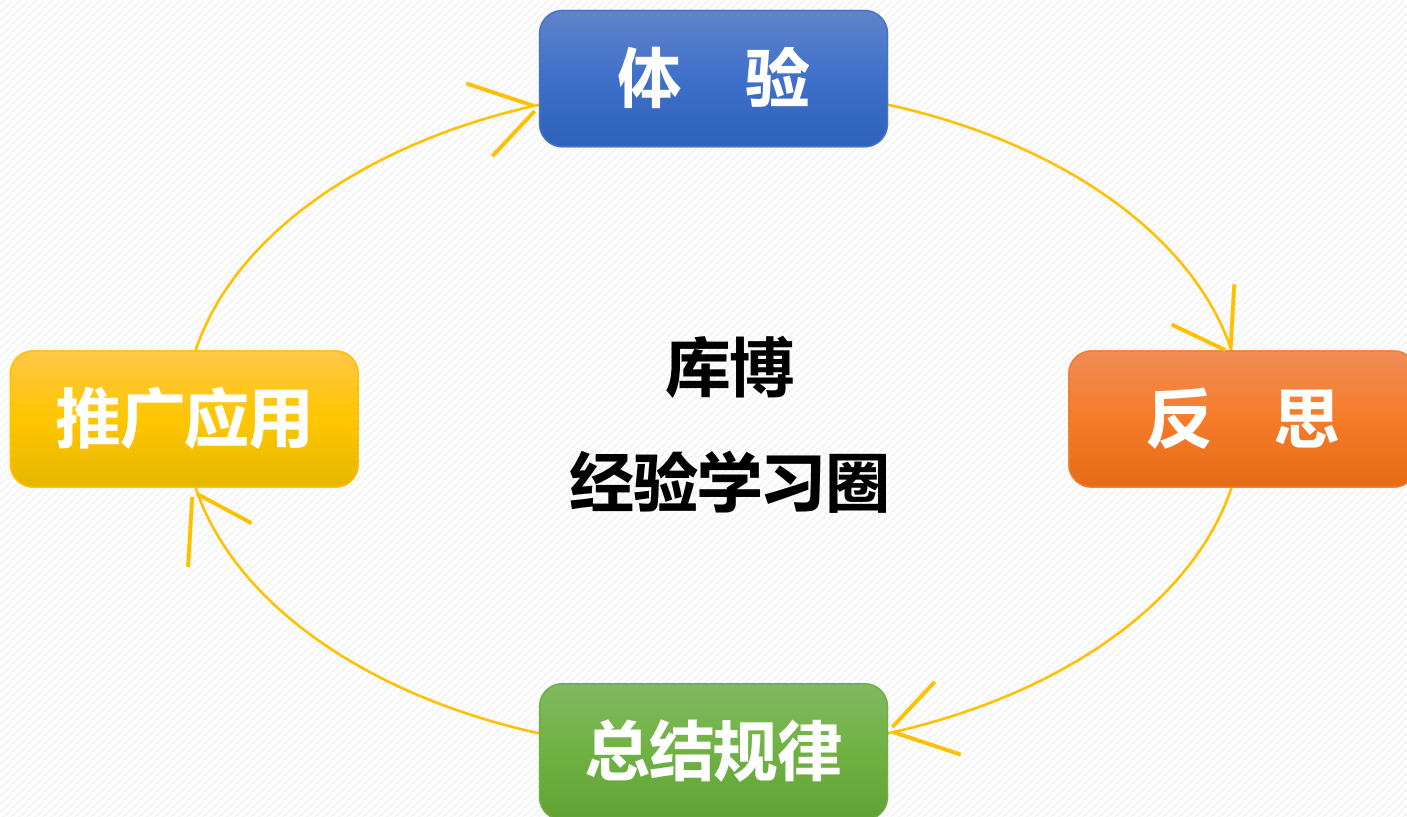 体 验
反 思
总结规律
推广应用
库博
经验学习圈